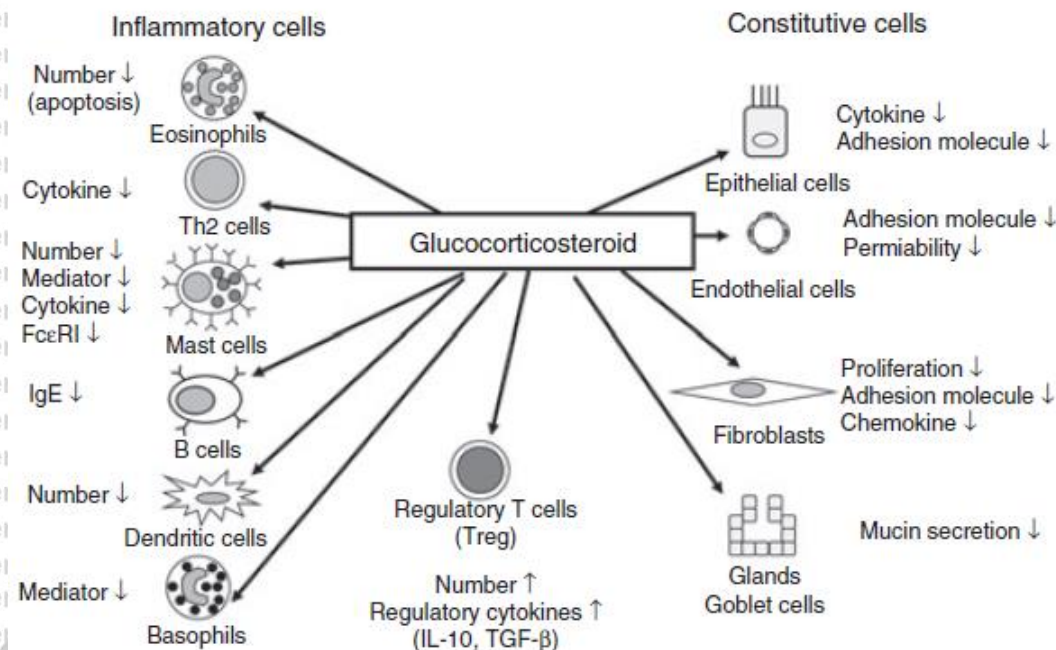 Inflammatory cells
Number ↓
(apoptosis)
Eosinophils
Cytokine ↓
Th2 cells
Number ↓
Mediator ↓
Cytokine ↓
FcεRI ↓
Mast cells
IgE ↓
B cells
Number ↓
Dendritic cells
Mediator ↓
Basophils
Glucocorticosteroid
Regulatory T cells
(Treg)
Number ↑
Regulatory cytokines ↑
(IL-10, TGF-β)
Constitutive cells
Cytokine ↓
Adhesion molecule ↓
Epithelial cells
Adhesion molecule ↓
Permiability ↓
Endothelial cells
Proliferation ↓
Adhesion molecule ↓
Chemokine ↓
Fibroblasts
Mucin secretion ↓
Glands
Goblet cells